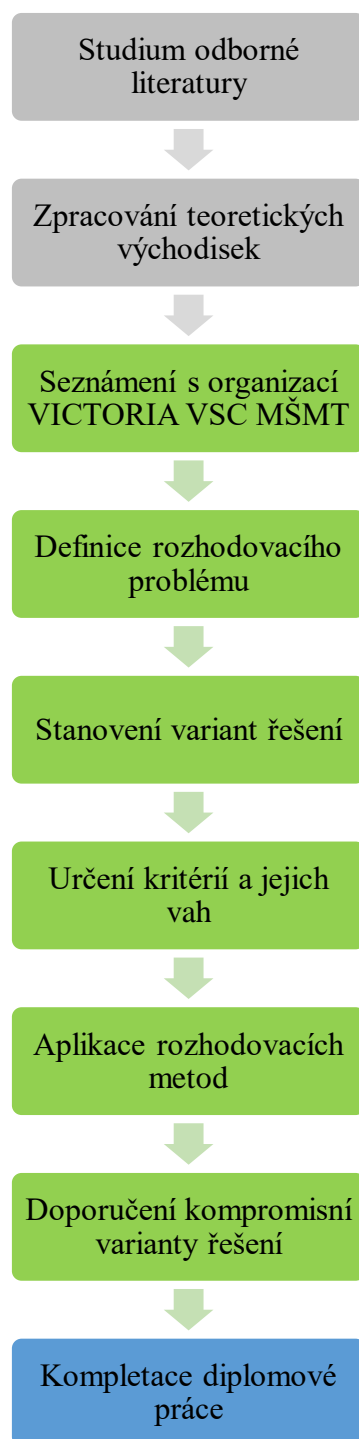 Studium odborné
literatury
Zpracování teoretických
východisek
Seznámení s organizací
VICTORIA VSC MŠMT
Definice rozhodovacího
problému
Stanovení variant řešení
Určení kritérií a jejich
vah
Aplikace rozhodovacích
metod
Doporučení kompromisní
varianty řešení
Kompletace diplomové
práce